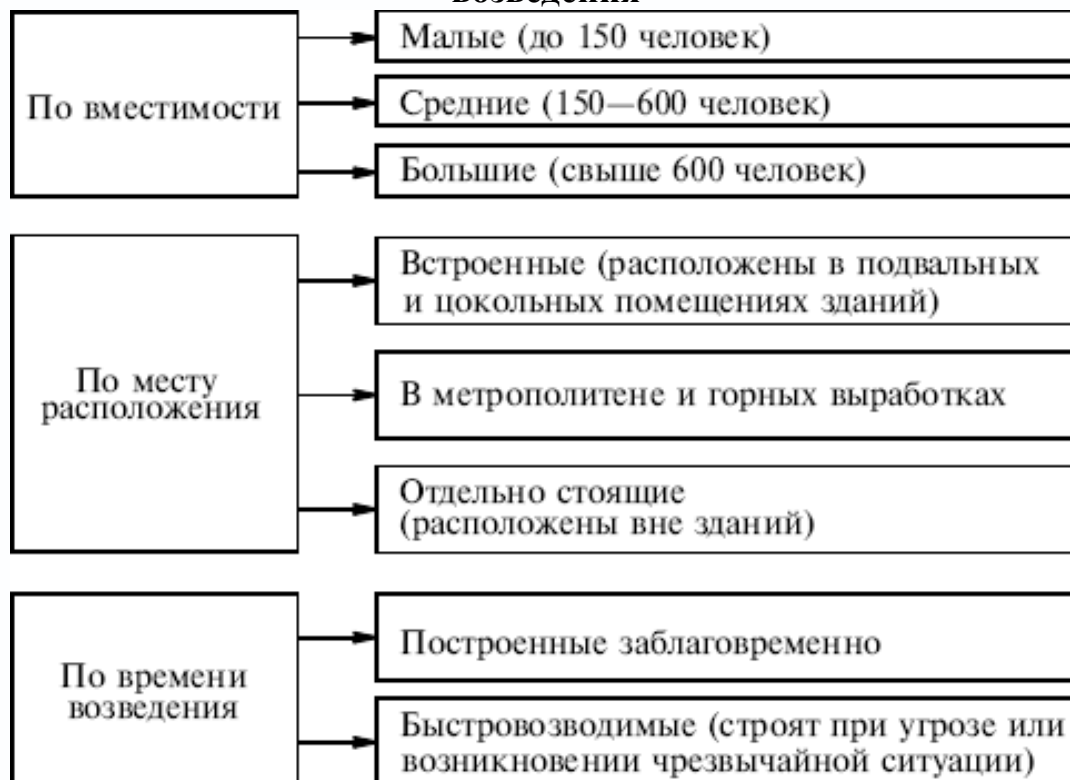 возведения
По вместимости
Малые (до 150 человек)
Средние (150—600 человек)
Большие (свыше 600 человек)
По месту
расположения
Встроенные (расположены в подвальных
и цокольных помещениях зданий)
В метрополитене и горных выработках
Отдельно стоящие
(расположены вне зданий)
По времени
возведения
Построенные заблаговременно
Быстровозводимые (строят при угрозе или
возникновении чрезвычайной ситуации)